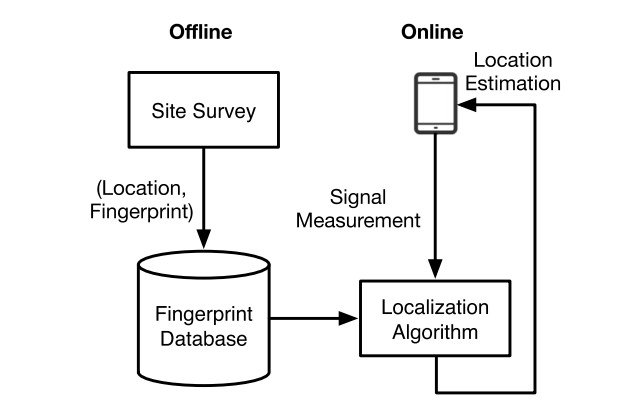 Offline
Online
Location
Estimation
Site Survey
(Location,
Fingerprint)
Signal
Measurement
Fingerprint
Database
Localization
Algorithm